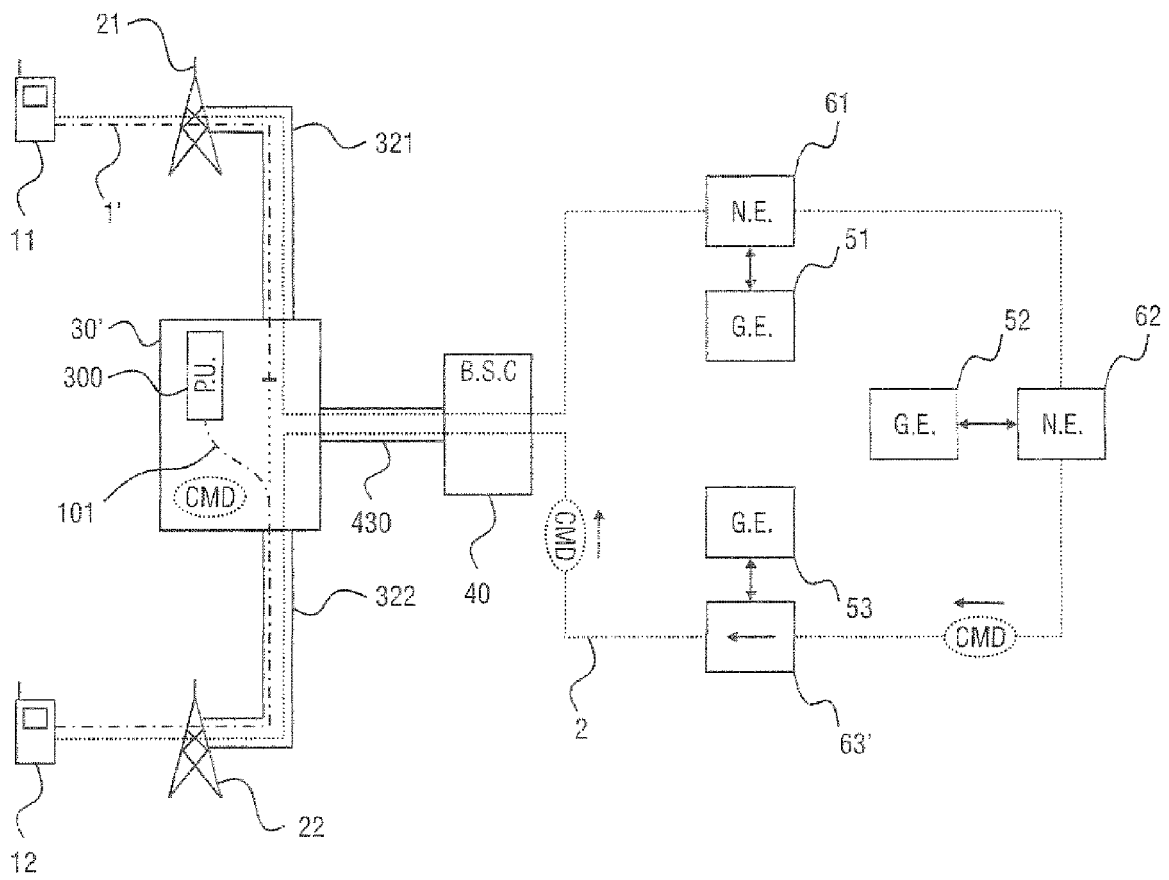 21
61
321
N.E.
1'
11
51
30'
G.E.
52
62
P.U.
300
B.S.C
G.E.
N.E.
CMD
101
430
G.E.
CMD
40
322
53
CMD
2
63'
22
12